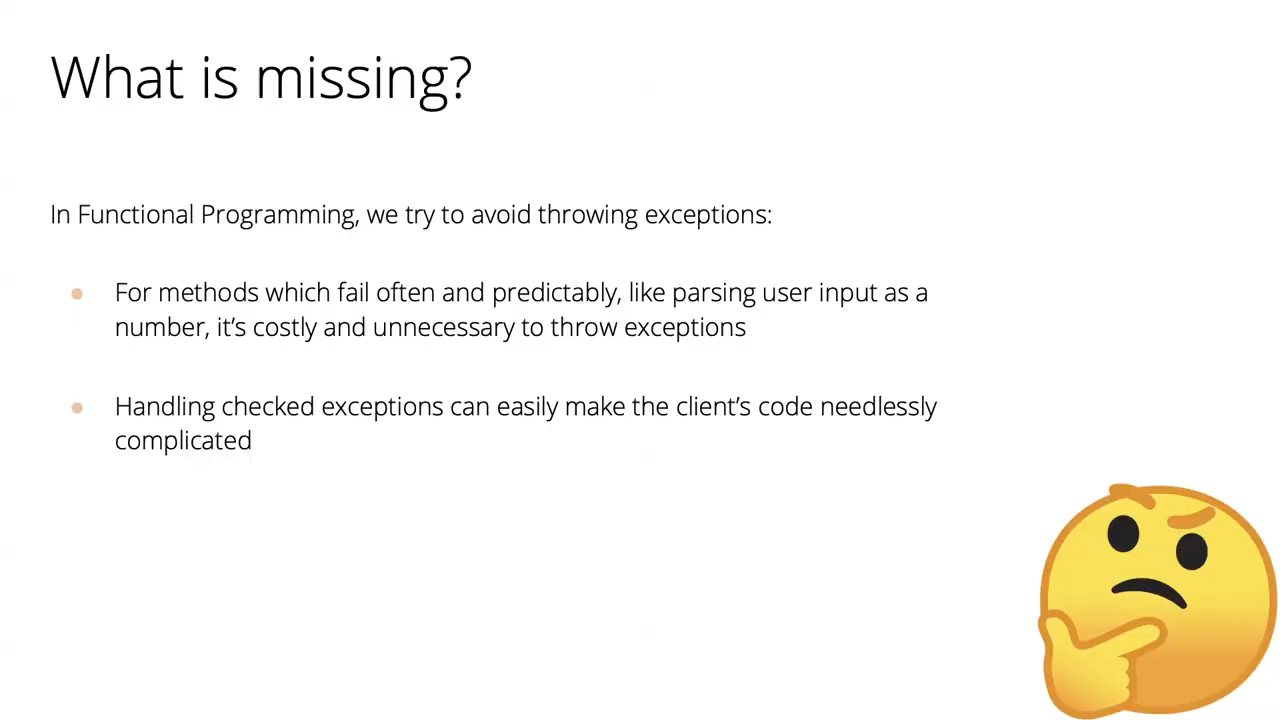 What is missing?
In Functional Programming, we try to avoid throwing exceptions:
● For methods which fail often and predictably, like parsing user input as a
number, it’s costly and unnecessary to throw exceptions
● Handling checked exceptions can easily make the client’s code needlessly
complicated